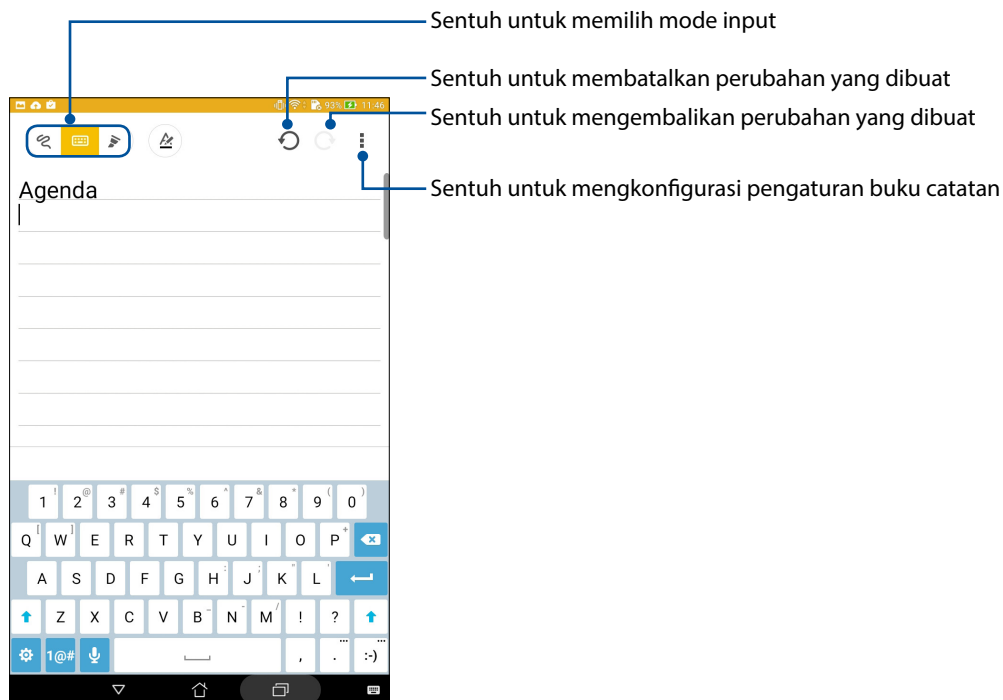 Sentuh untuk memilih mode input
Sentuh untuk membatalkan perubahan yang dibuat
93% 11:46
Sentuh untuk mengembalikan perubahan yang dibuat
Sentuh untuk mengkonfigurasi pengaturan buku catatan
Agenda
1 ! 2 @ 3 # 4 $ 5 % 6 ^ 7 & 8 * 9 ( 0 )
Q [ W ] E R T Y U I O P +
A S D F G H : J ; K " L '
Z X C V B _ N - M / ! ?
1@# , . ... :-) ...